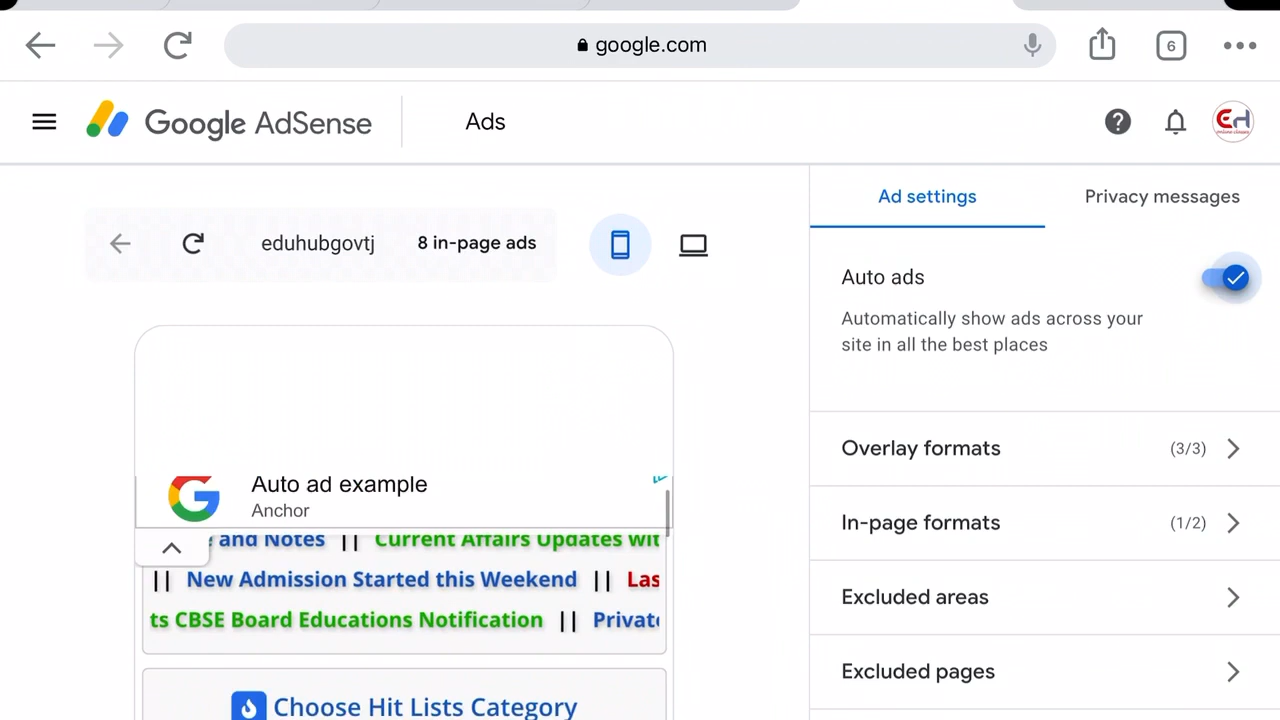 google.com
6
Google AdSense
Ads
eduhubgovtj
8 in-page ads
Ad settings
Privacy messages
Auto ads
Automatically show ads across your
site in all the best places
Overlay formats (3/3)
In-page formats (1/2)
Excluded areas
Excluded pages
Auto ad example
Anchor
and Notes || Current Affairs Updates wit
|| New Admission Started this Weekend || Las
ts CBSE Board Educations Notification || Privat
Choose Hit Lists Category